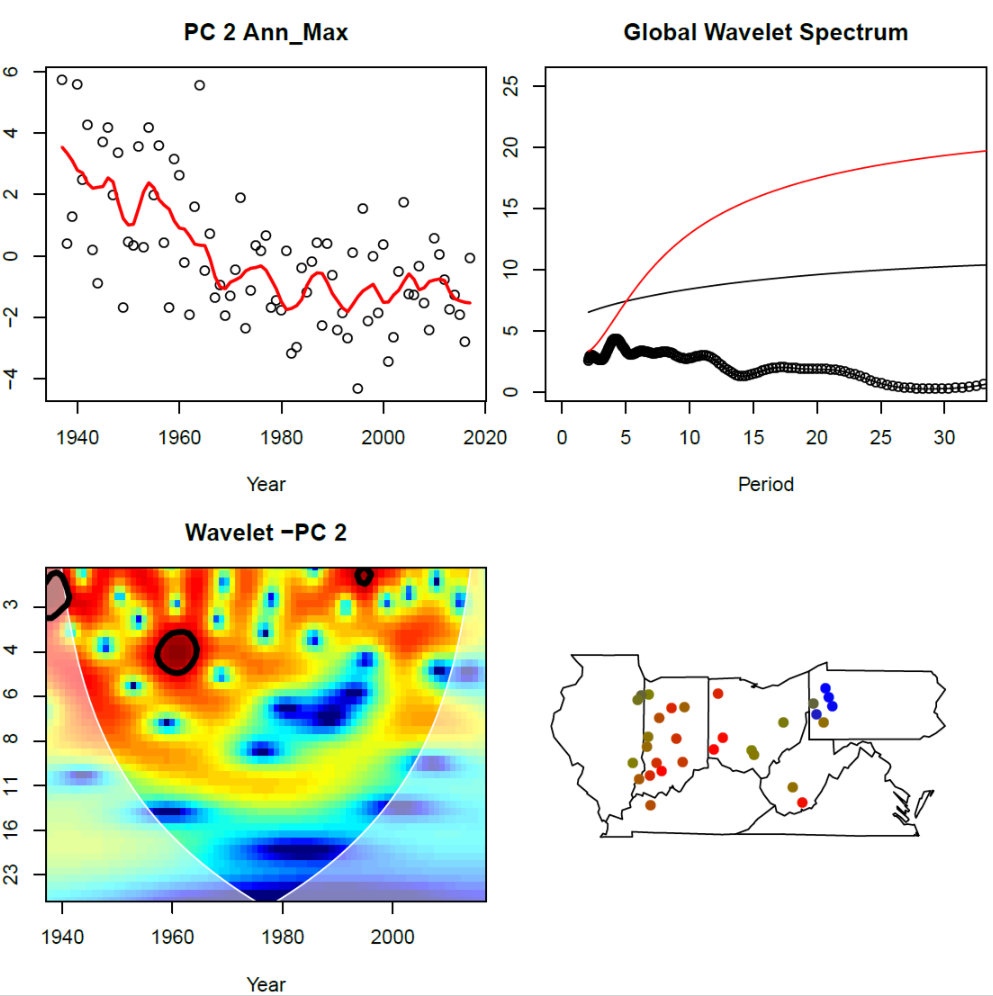 PC 2 Ann_Max
6
4
2
0
−2
−4
1940 1960 1980 2000 2020
Year
Global Wavelet Spectrum
25
20
15
10
5
0
0 5 10 15 20 25 30
Period
Wavelet −PC 2
3
4
6
8
11
16
23
1940 1960 1980 2000
Year